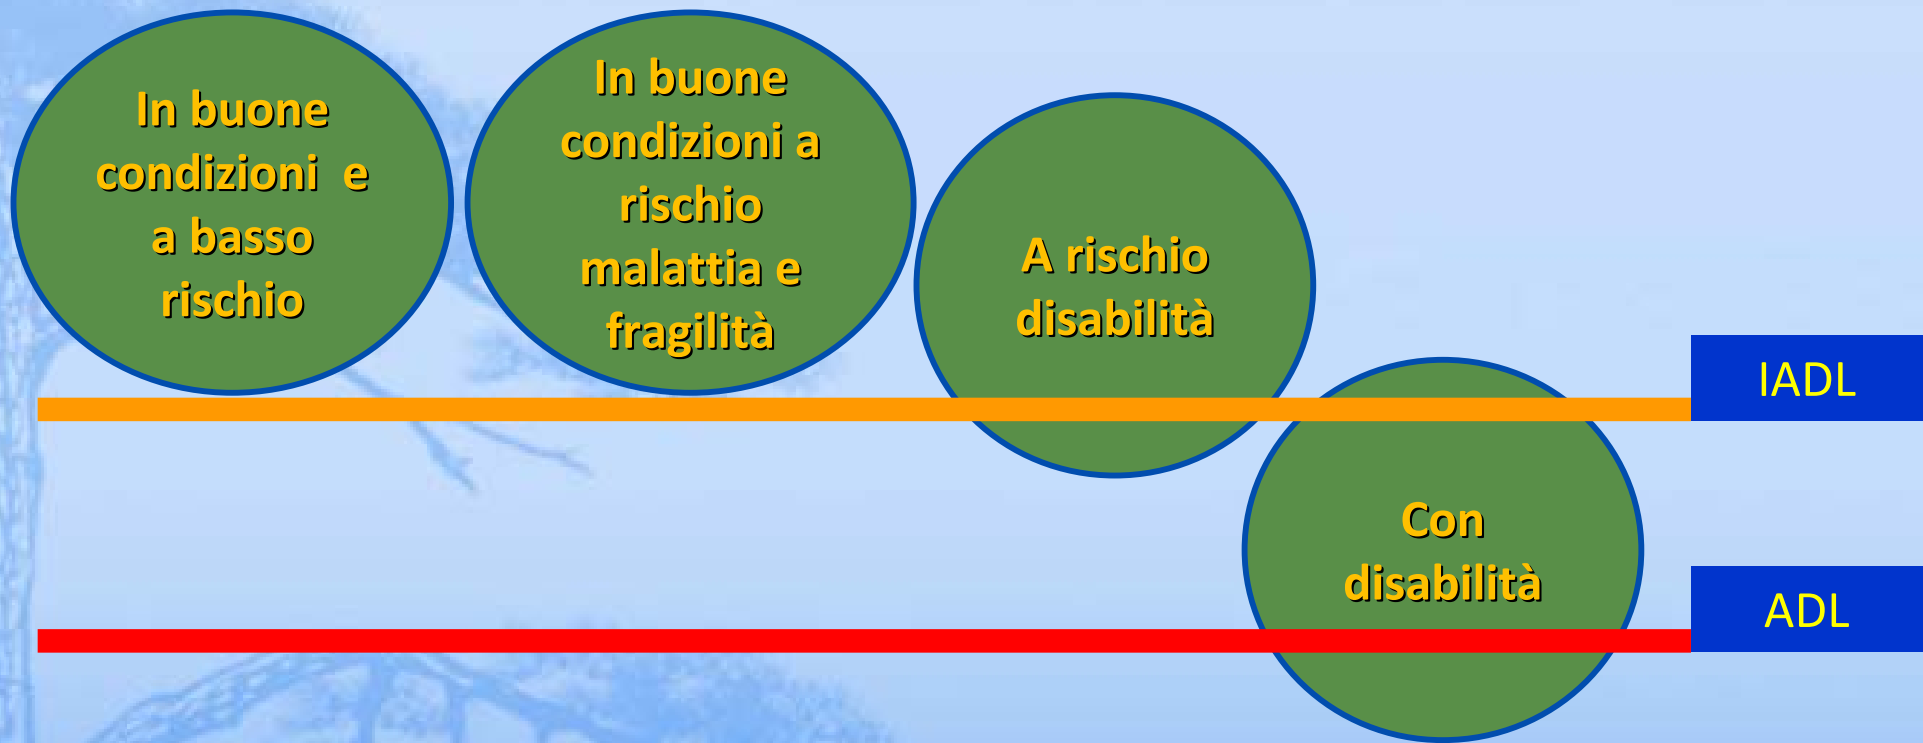 In buone
condizioni  e
a basso
rischio
In buone
condizioni a
rischio
malattia e
fragilità
A rischio
disabilità
IADL
Con
disabilità
ADL